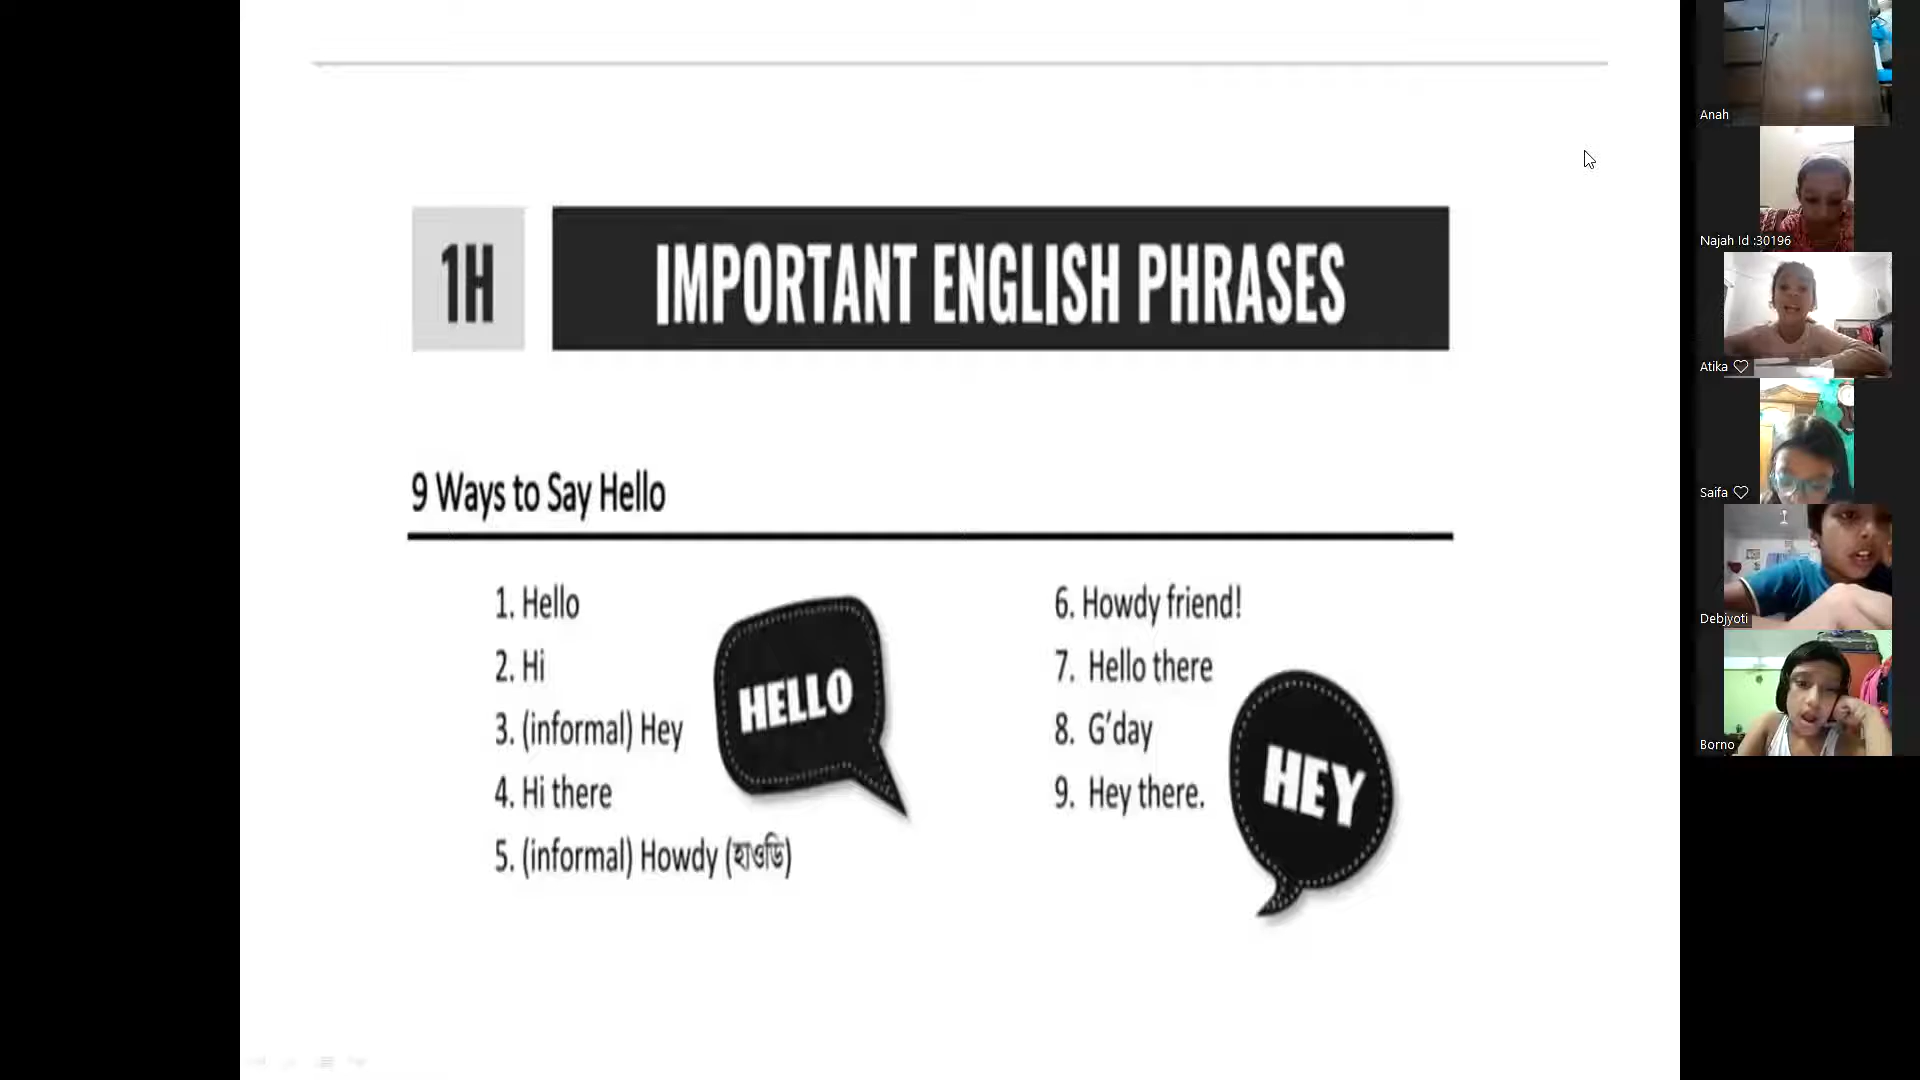 1H
IMPORTANT ENGLISH PHRASES
9 Ways to Say Hello
1. Hello
2. Hi
3. (informal) Hey
4. Hi there
5. (informal) Howdy (হাওডি)
HELLO
6. Howdy friend!
7. Hello there
8. G'day
9. Hey there.
HEY
Anah
Najah Id :30196
Atika ♡
Saifa ♡
Debjyoti
Borno